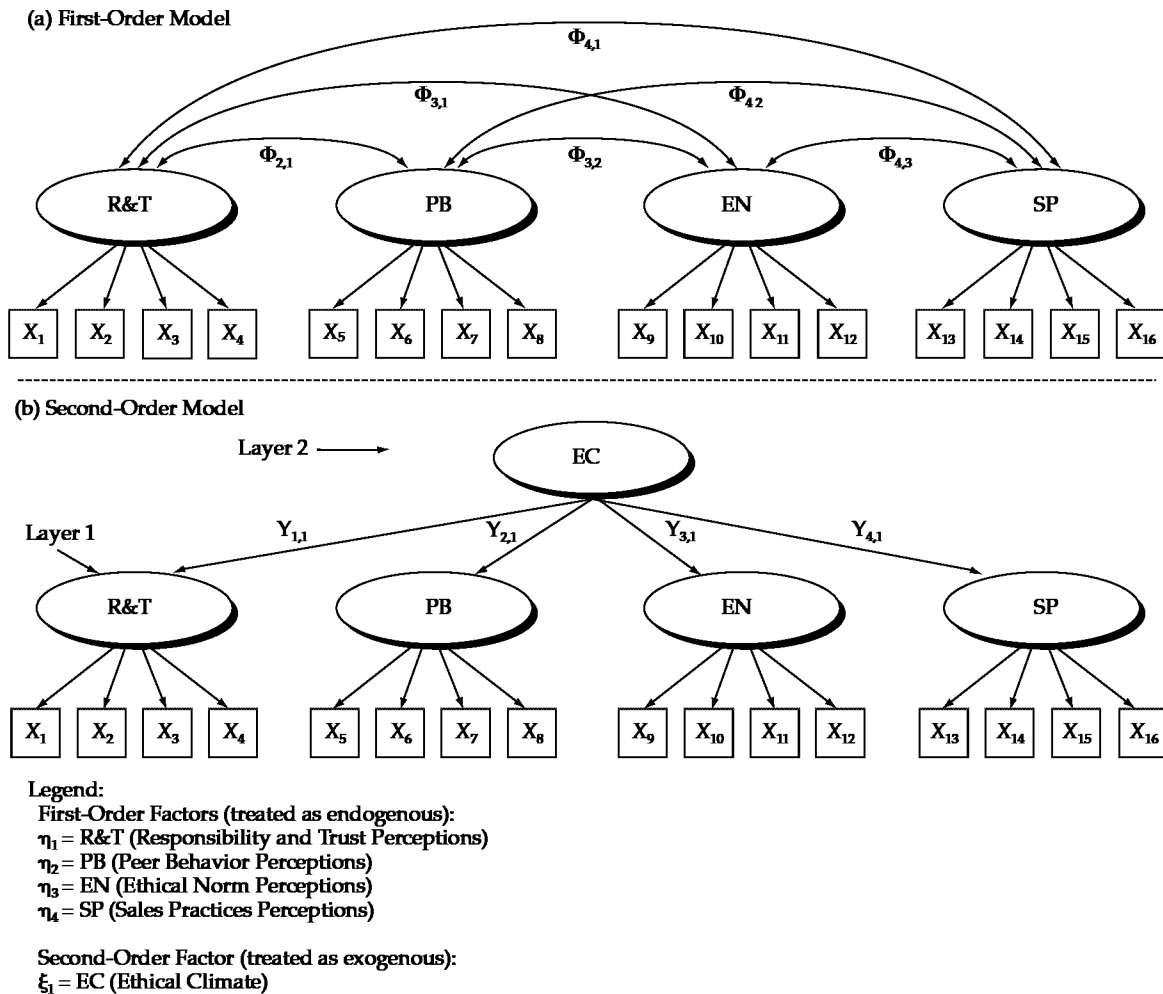 (a) First-Order Model
Φ4,1
Φ3,1
Φ4 2
Φ2,1
Φ3,2
Φ4,3
R&T
PB
EN
SP
X1 X2 X3 X4 X5 X6 X7 X8 X9 X10 X11 X12 X13 X14 X15 X16
(b) Second-Order Model
Layer 2
EC
Layer 1
Υ1,1
Υ2,1
Υ3,1
Υ4,1
R&T
PB
EN
SP
X1 X2 X3 X4 X5 X6 X7 X8 X9 X10 X11 X12 X13 X14 X15 X16
Legend:
First-Order Factors (treated as endogenous):
η1 = R&T (Responsibility and Trust Perceptions)
η2 = PB (Peer Behavior Perceptions)
η3 = EN (Ethical Norm Perceptions)
η4 = SP (Sales Practices Perceptions)
Second-Order Factor (treated as exogenous):
ξ1 = EC (Ethical Climate)